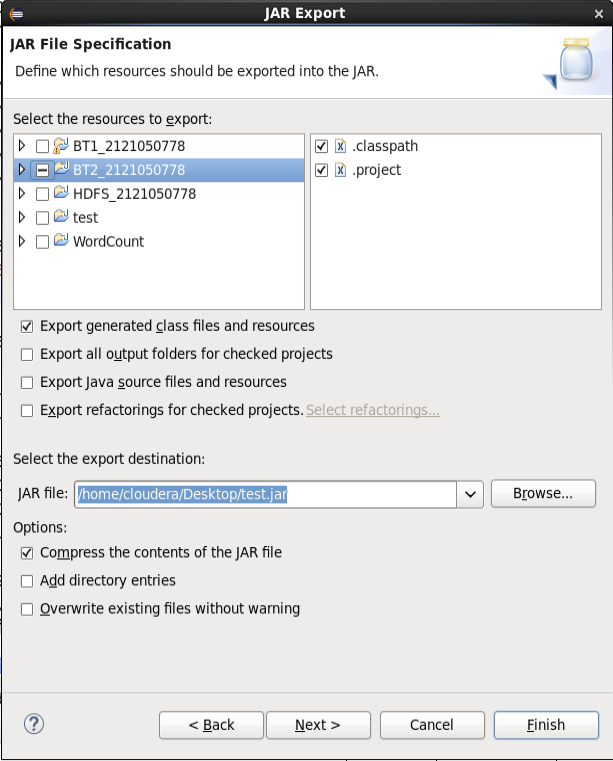 JAR Export
JAR File Specification
Define which resources should be exported into the JAR.
Select the resources to export:
BT1_2121050778
BT2_2121050778
HDFS_2121050778
test
WordCount
.classpath
.project
Export generated class files and resources
Export all output folders for checked projects
Export Java source files and resources
Export refactorings for checked projects. Select refactorings...
Select the export destination:
JAR file: /home/cloudera/Desktop/test.jar Browse...
Options:
Compress the contents of the JAR file
Add directory entries
Overwrite existing files without warning
< Back Next > Cancel Finish